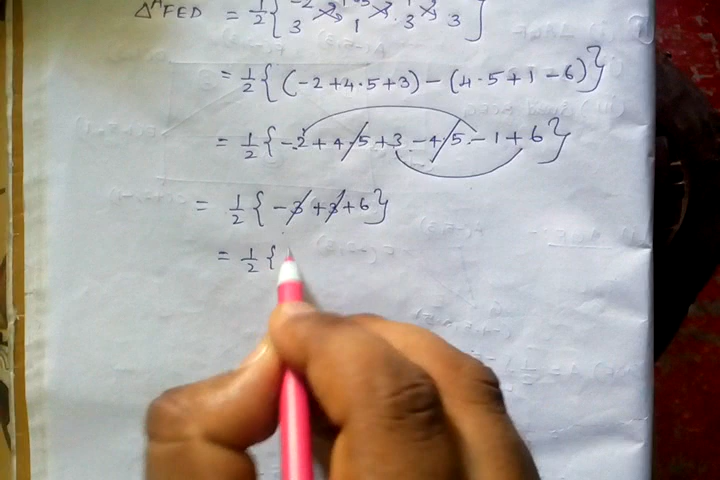 Δ FED = 1/2 {
3 1 3 3 }
= 1/2 { (-2 + 4·5 + 3) - (4·5 + 1 - 6) }
= 1/2 { -2 + 4·5 + 3 - 4·5 - 1 + 6 }
= 1/2 { -3 + 3 + 6 }
= 1/2 {